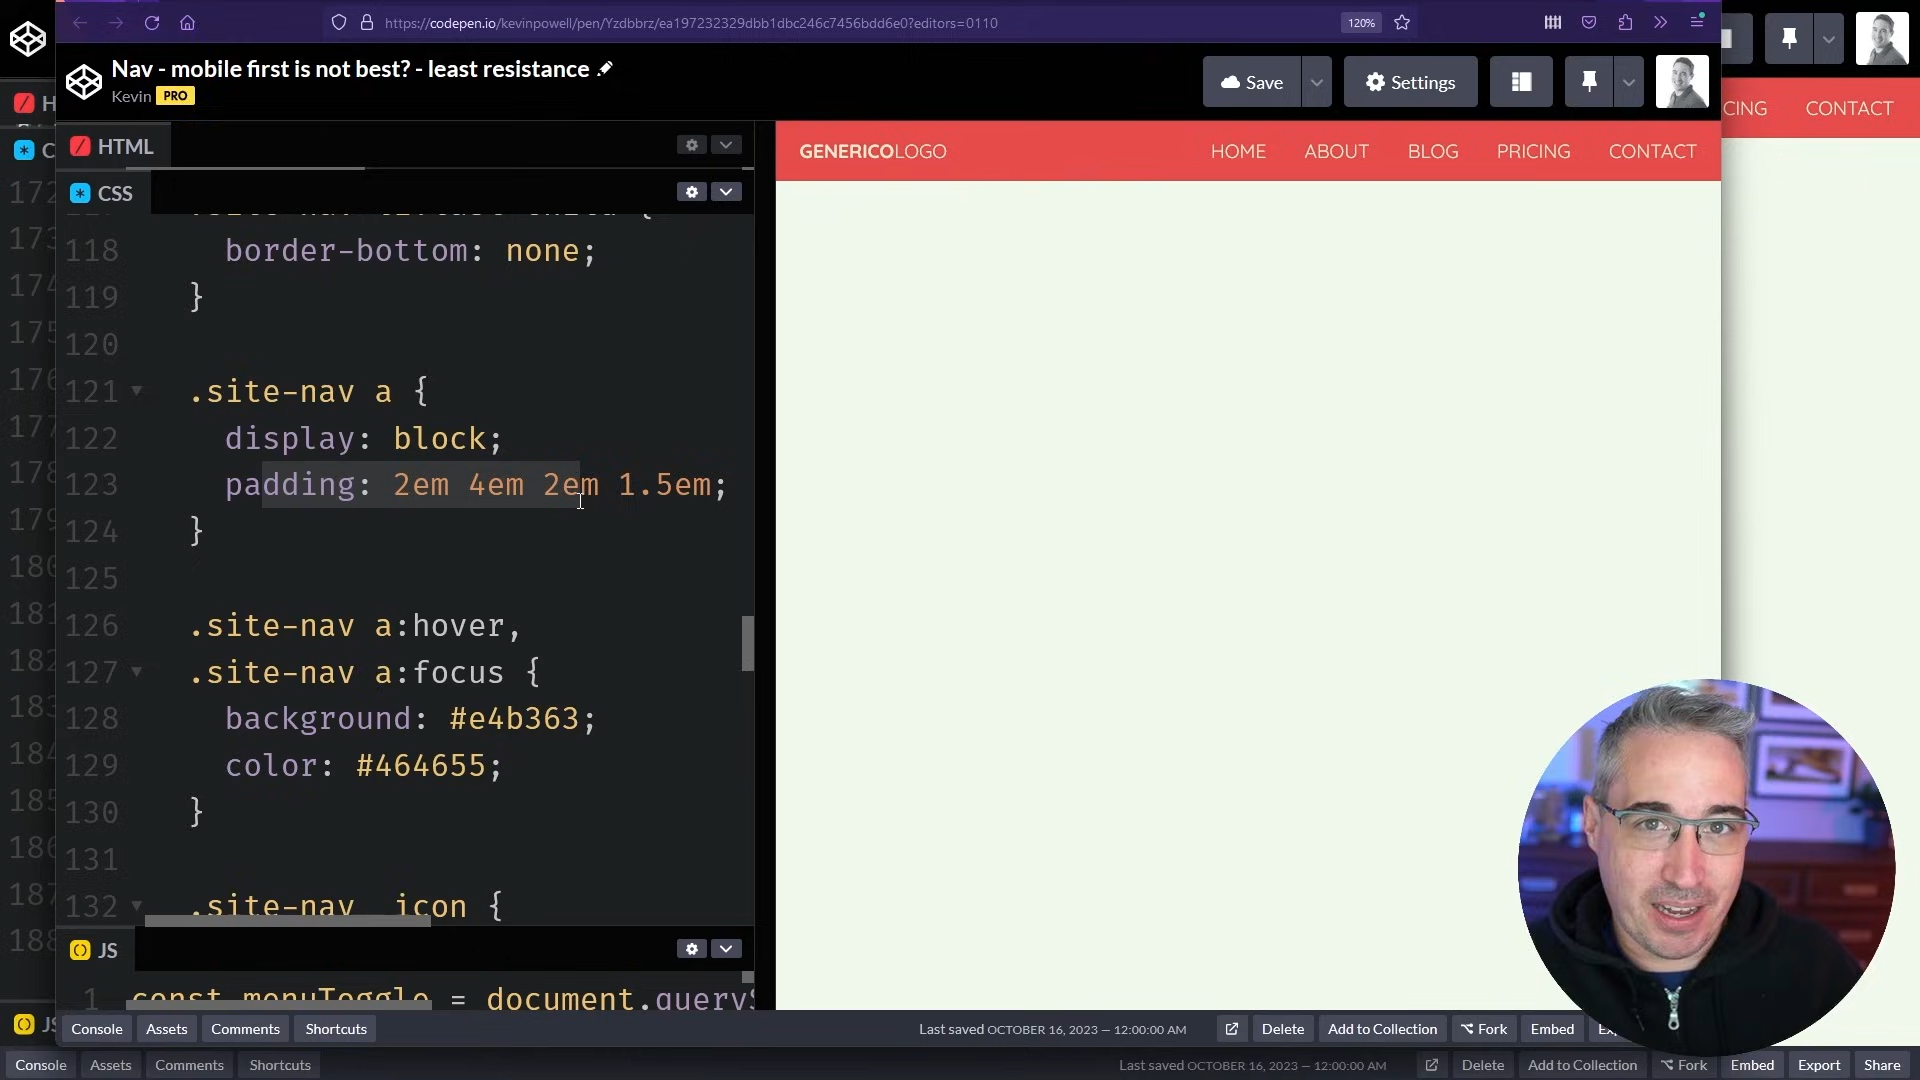 https://codepen.io/kevinpowell/pen/Yzdbbrz/ea197232329dbb1dbc246c7456bdd6e0?editors=0110
120%
Nav - mobile first is not best? - least resistance
Kevin PRO
Save
Settings
HTML
CSS
GENERICOLOGO
HOME
ABOUT
BLOG
PRICING
CONTACT
CING
CONTACT
118 border-bottom: none;
119 }
120
121 .site-nav a {
122 display: block;
123 padding: 2em 4em 2em 1.5em;
124 }
125
126 .site-nav a:hover,
127 .site-nav a:focus {
128 background: #e4b363;
129 color: #464655;
130 }
131
132 .site-nav__icon {
JS
1 const menuToggle = document.queryS
Console
Assets
Comments
Shortcuts
Last saved OCTOBER 16, 2023 — 12:00:00 AM
Delete
Add to Collection
Fork
Embed
Console
Assets
Comments
Shortcuts
Last saved OCTOBER 16, 2023 — 12:00:00 AM
Delete
Add to Collection
Fork
Embed
Export
Share